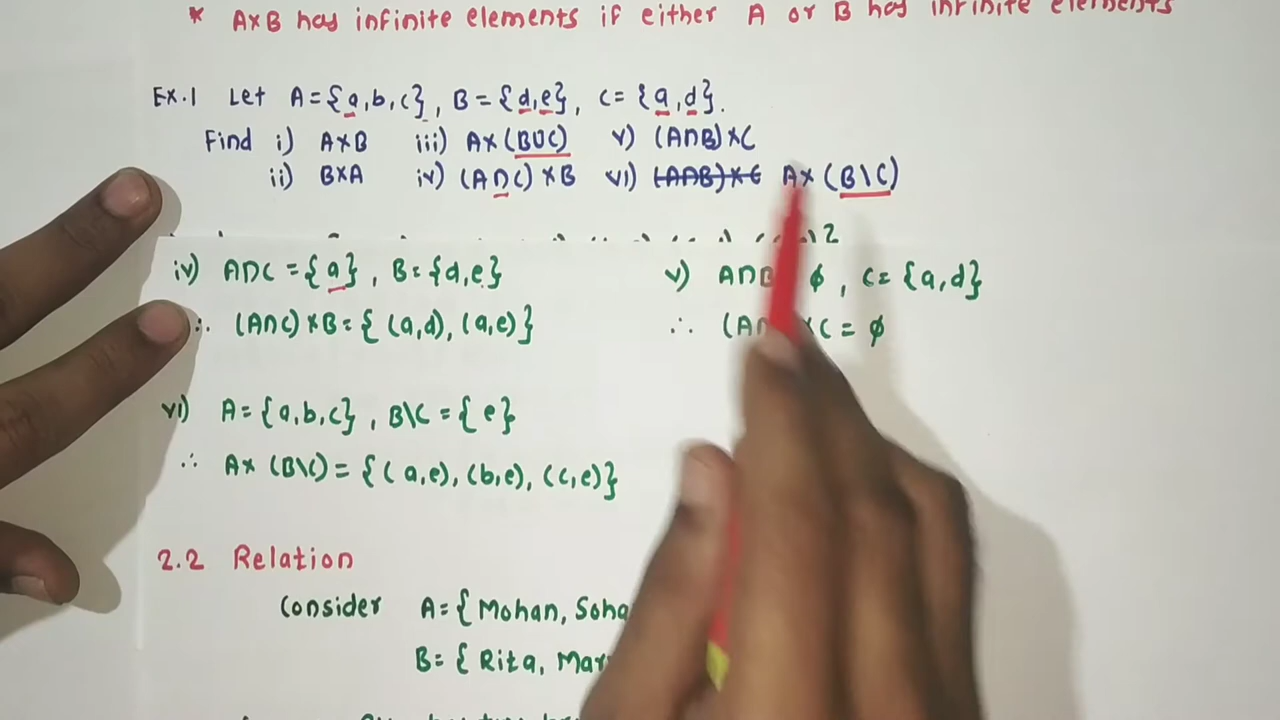 * A×B has infinite elements if either A or B has infinite elements
Ex.1 Let A={a,b,c}, B={d,e}, C={a,d}.
Find i) A×B iii) A×(B∪C) v) (A∩B)×C
ii) B×A iv) (A∩C)×B vi) (A∩B)×C A×(B\C)
iv) A∩C={a}, B={d,e} v) A∩B ϕ, C={a,d}
∴ (A∩C)×B={(a,d),(a,e)} ∴ (A∩ ×C=ϕ
vi) A={a,b,c}, B\C={e}
∴ A×(B\C)={(a,e),(b,e),(c,e)}
2.2 Relation
Consider A={Mohan, Soha
B={Rita, Mar